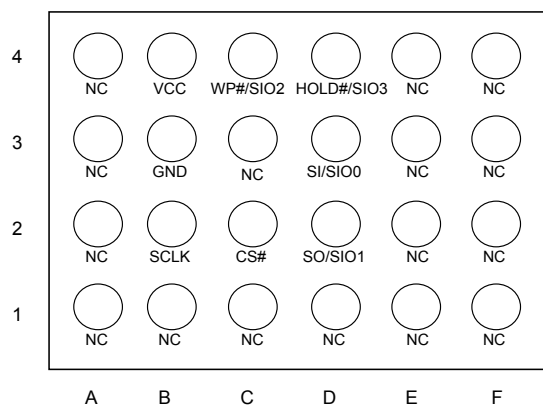 4
NC VCC WP#/SIO2 HOLD#/SIO3 NC NC
3
NC GND NC SI/SIO0 NC NC
2
NC SCLK CS# SO/SIO1 NC NC
1
NC NC NC NC NC NC
A B C D E F